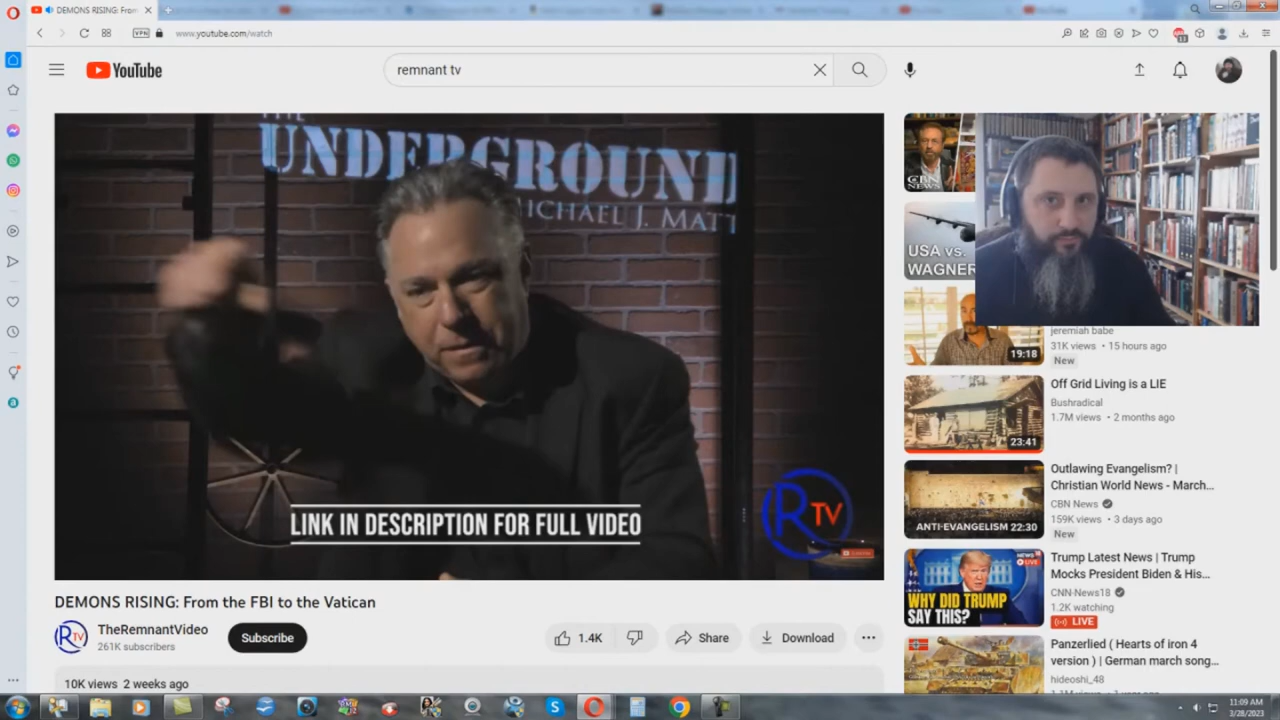 DEMONS RISING: From
www.youtube.com/watch
VPN
YouTube
remnant tv
THE
UNDERGROUND
MICHAEL J. MATT
LINK IN DESCRIPTION FOR FULL VIDEO
RTV
DEMONS RISING: From the FBI to the Vatican
RTV
TheRemnantVideo
261K subscribers
Subscribe
1.4K
Share
Download
10K views 2 weeks ago
CBN
NEWS
USA vs.
WAGNER
19:18
jeremiah babe
31K views • 15 hours ago
New
23:41
Off Grid Living is a LIE
Bushradical
1.7M views • 2 months ago
ANTI-EVANGELISM 22:30
Outlawing Evangelism? |
Christian World News - March...
CBN News
159K views • 3 days ago
New
LIVE
WHY DID TRUMP
SAY THIS?
Trump Latest News | Trump
Mocks President Biden & His...
CNN-News18
1.2K watching
LIVE
Panzerlied ( Hearts of iron 4
version ) | German march song...
hideoshi_48
11:09 AM
3/28/2023